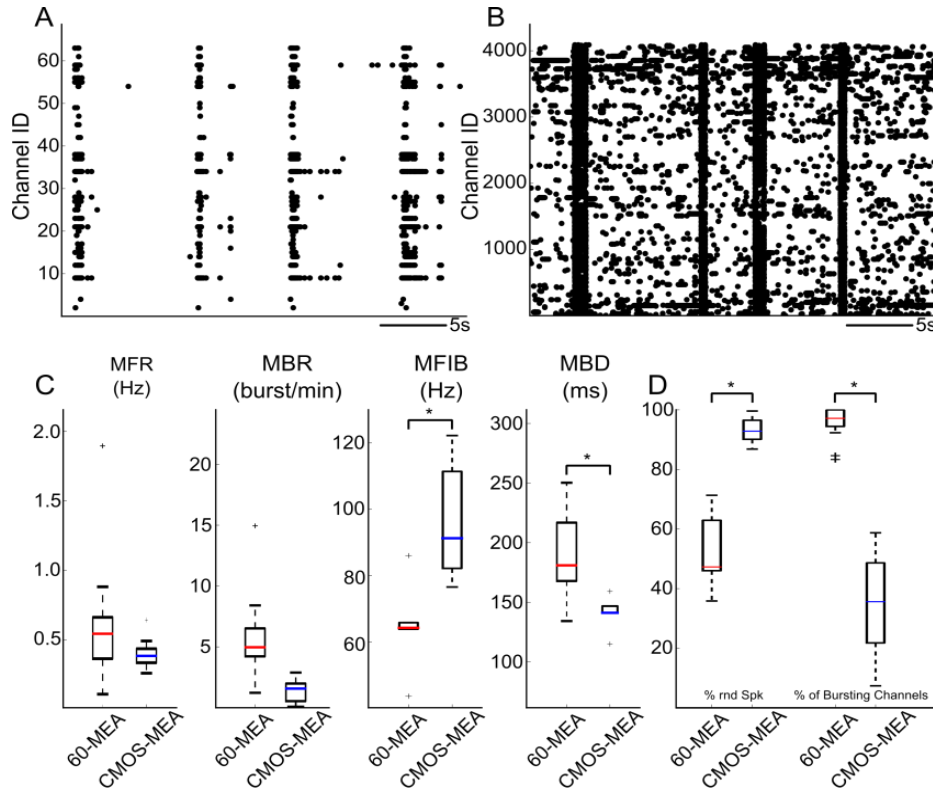 A
Channel ID
60
50
40
30
20
10
5s
B
Channel ID
4000
3000
2000
1000
5s
C
MFR
(Hz)
2.0
1.5
1.0
0.5
60-MEA
CMOS-MEA
MBR
(burst/min)
20
15
10
5
60-MEA
CMOS-MEA
MFIB
(Hz)
*
120
100
80
60
60-MEA
CMOS-MEA
MBD
(ms)
*
300
250
200
150
100
60-MEA
CMOS-MEA
D
* *
100
80
60
40
20
% rnd Spk % of Bursting Channels
60-MEA
CMOS-MEA
60-MEA
CMOS-MEA